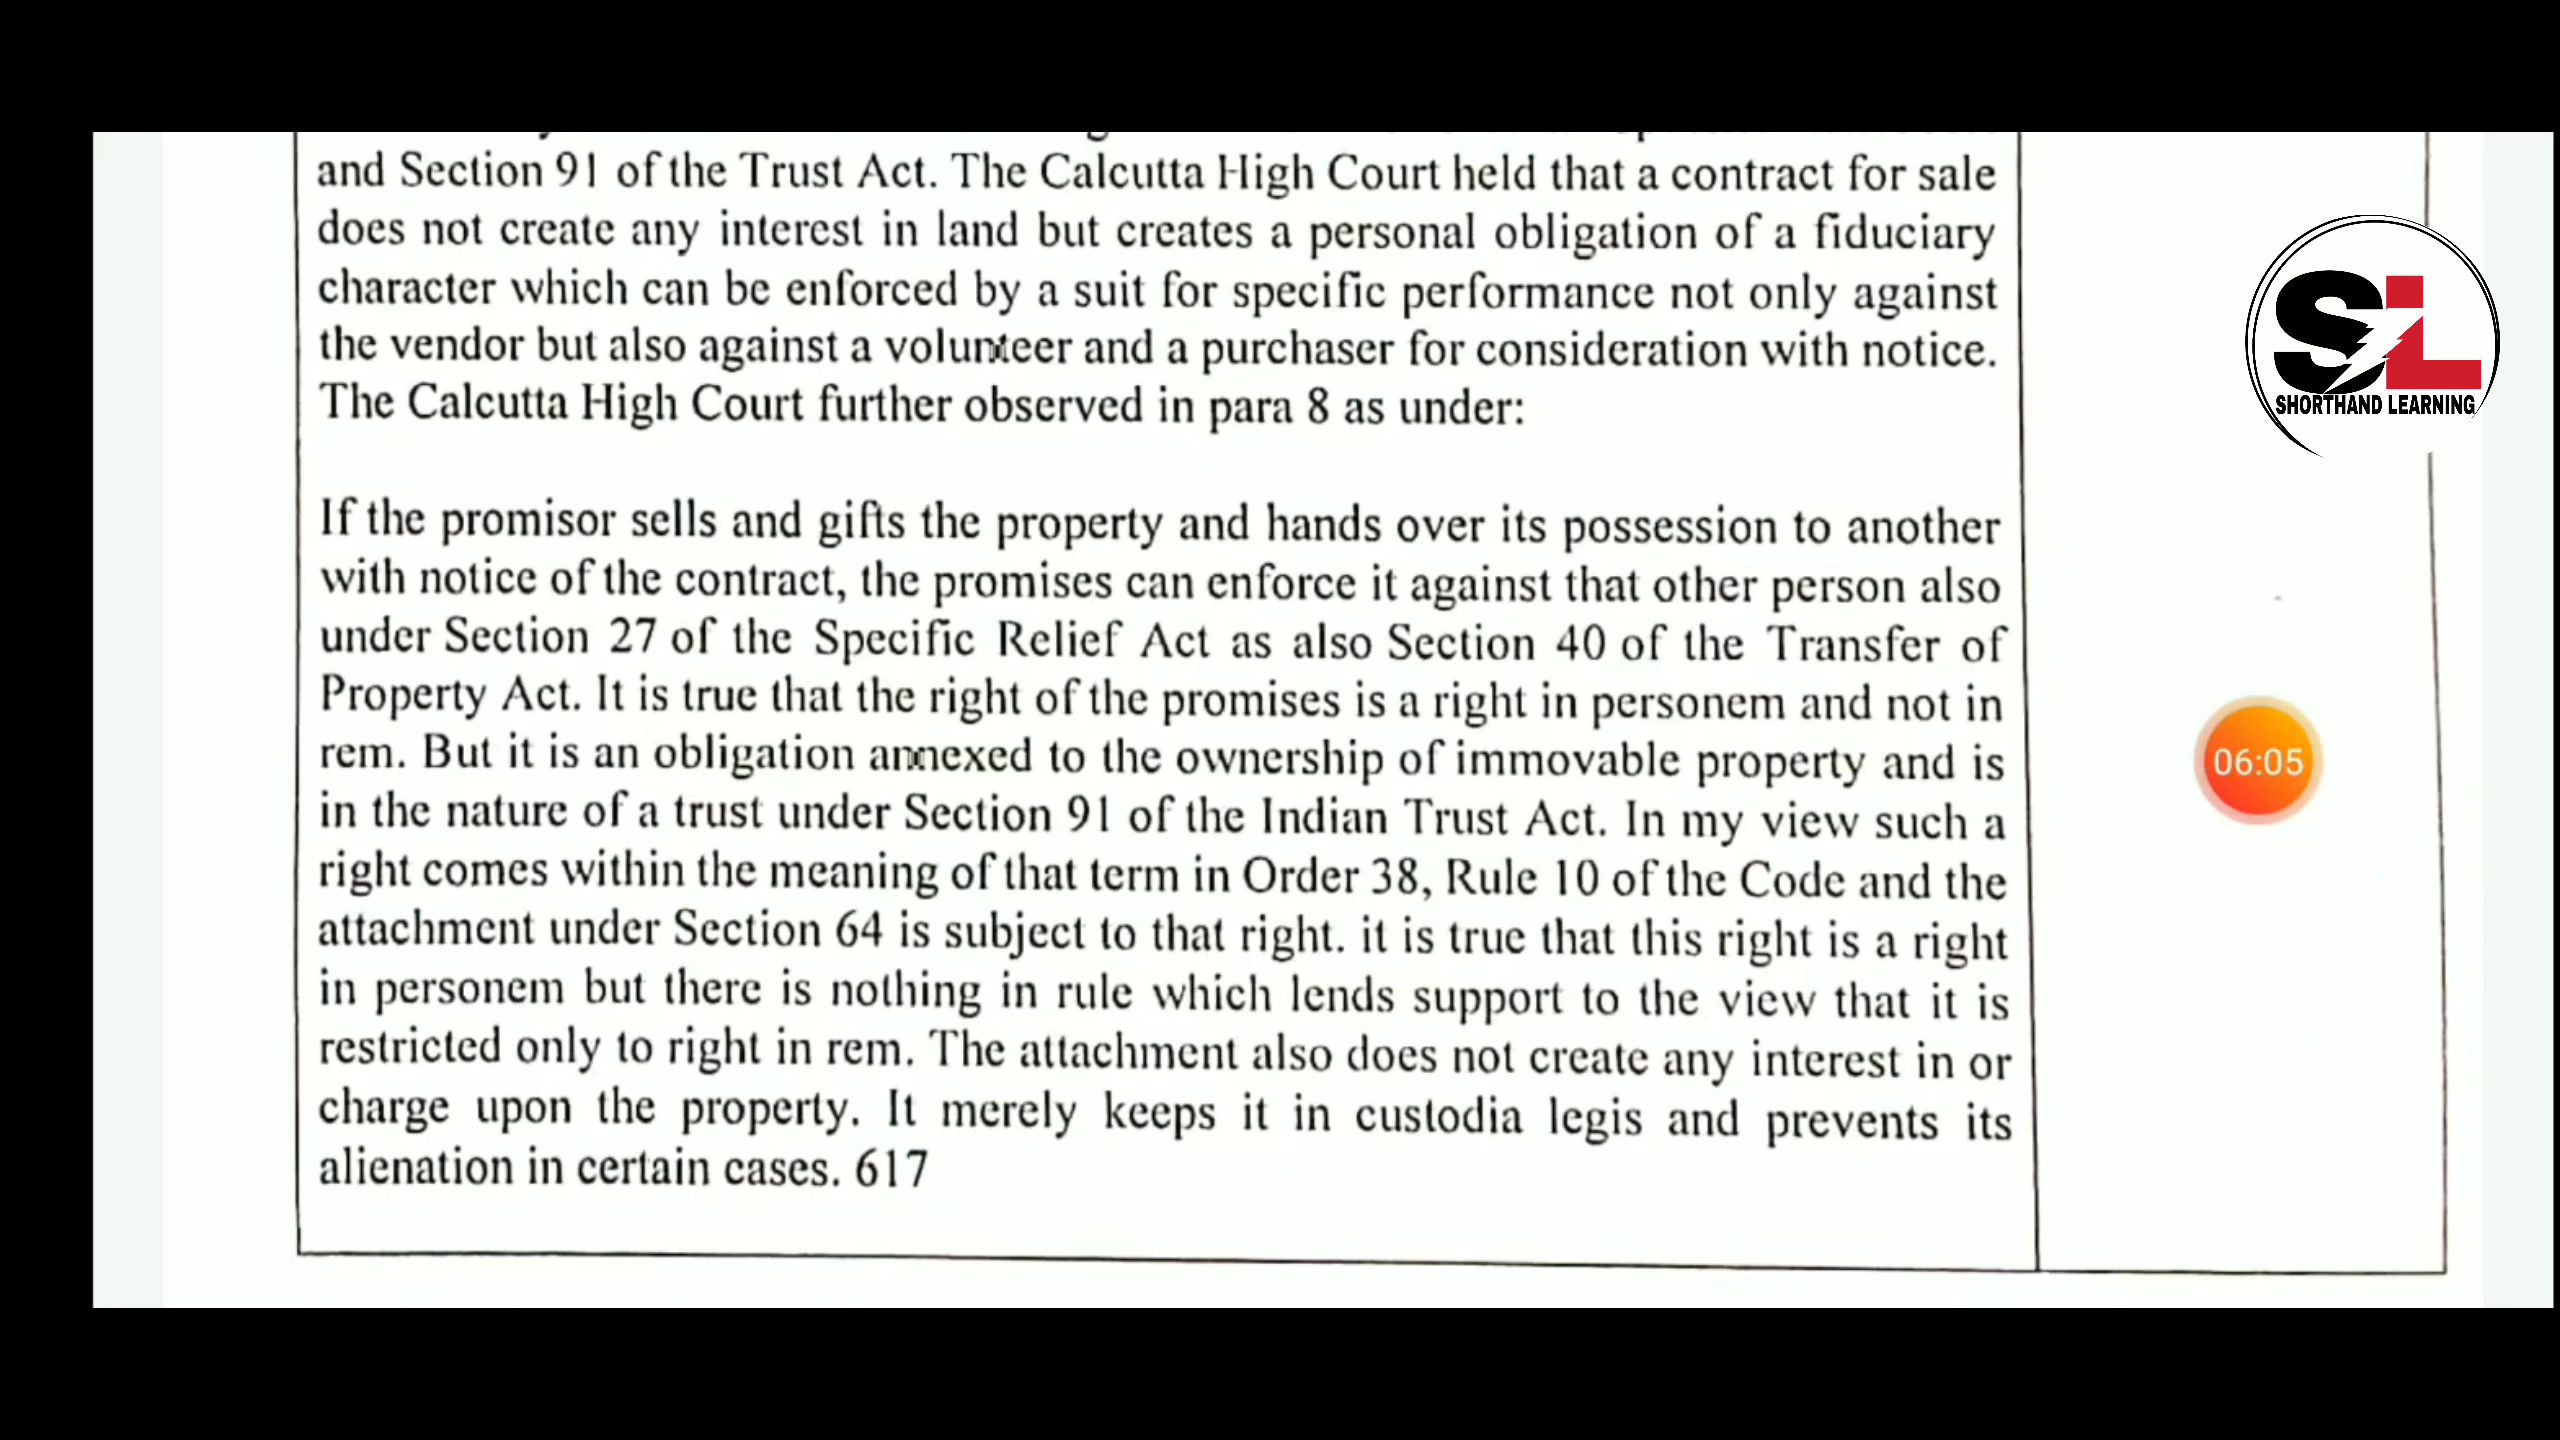 and Section 91 of the Trust Act. The Calcutta High Court held that a contract for sale
does not create any interest in land but creates a personal obligation of a fiduciary
character which can be enforced by a suit for specific performance not only against
the vendor but also against a volunteer and a purchaser for consideration with notice.
The Calcutta High Court further observed in para 8 as under:
If the promisor sells and gifts the property and hands over its possession to another
with notice of the contract, the promises can enforce it against that other person also
under Section 27 of the Specific Relief Act as also Section 40 of the Transfer of
Property Act. It is true that the right of the promises is a right in personem and not in
rem. But it is an obligation annexed to the ownership of immovable property and is
in the nature of a trust under Section 91 of the Indian Trust Act. In my view such a
right comes within the meaning of that term in Order 38, Rule 10 of the Code and the
attachment under Section 64 is subject to that right. it is true that this right is a right
in personem but there is nothing in rule which lends support to the view that it is
restricted only to right in rem. The attachment also does not create any interest in or
charge upon the property. It merely keeps it in custodia legis and prevents its
alienation in certain cases. 617
SL
SHORTHAND LEARNING
06:05